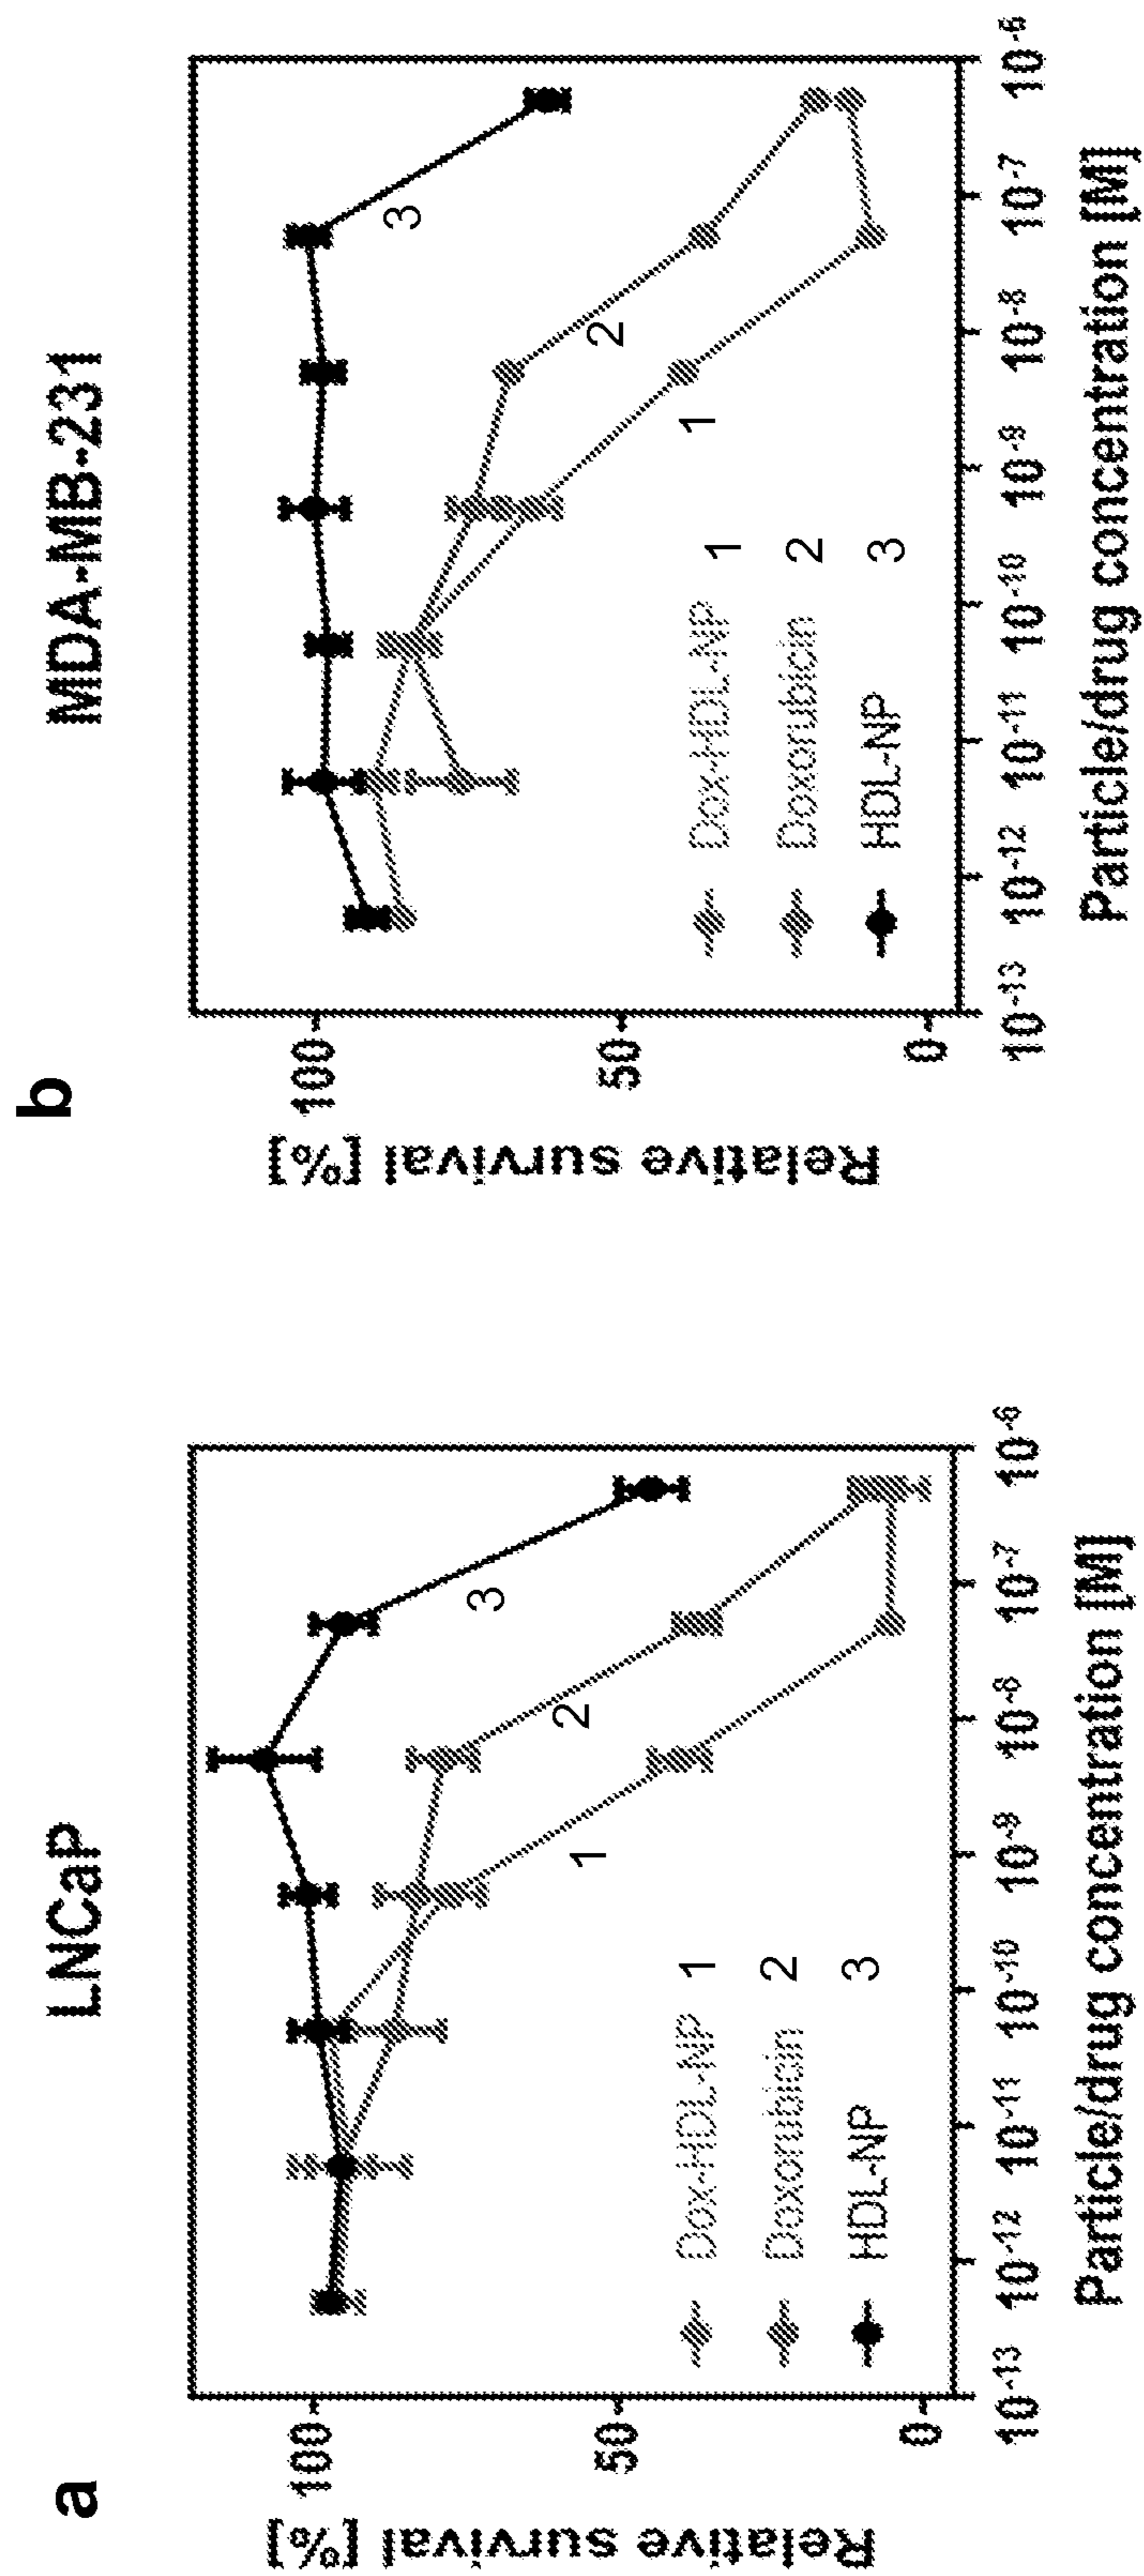 a
LNCaP
Relative survival [%]
100
50
0
3
2
1
Dox-HDL-NP 1
Doxorubicin 2
HDL-NP 3
10-13 10-12 10-11 10-10 10-9 10-8 10-7 10-6
Particle/drug concentration [M]
b
MDA-MB-231
Relative survival [%]
100
50
0
3
2
1
Dox-HDL-NP 1
Doxorubicin 2
HDL-NP 3
10-13 10-12 10-11 10-10 10-9 10-8 10-7 10-6
Particle/drug concentration [M]